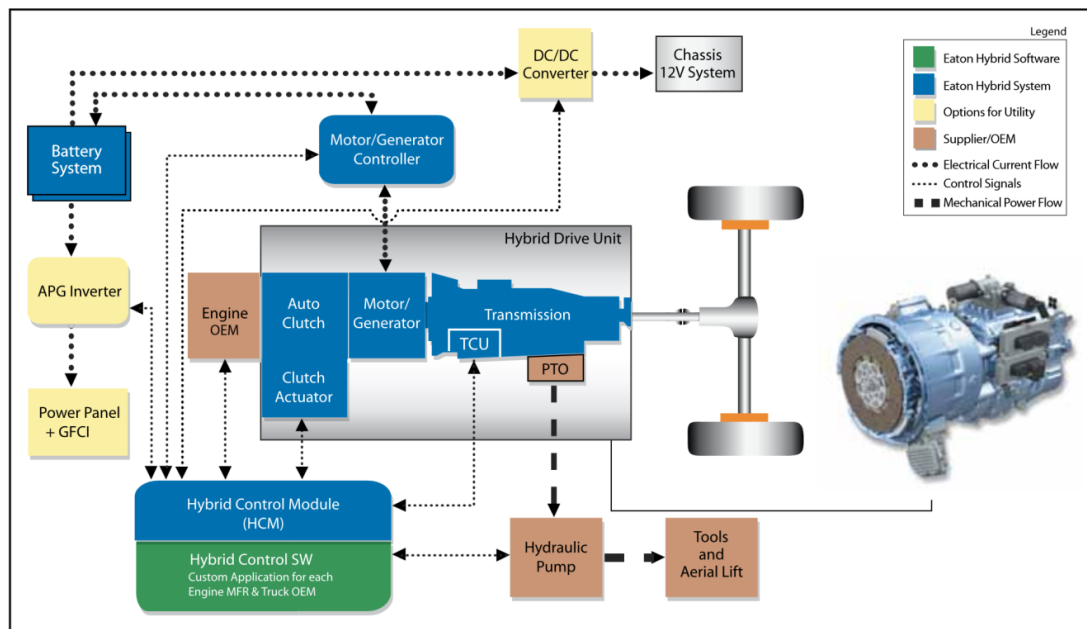 Legend
Eaton Hybrid Software
Eaton Hybrid System
Options for Utility
Supplier/OEM
Electrical Current Flow
Control Signals
Mechanical Power Flow
DC/DC
Converter
Chassis
12V System
Battery
System
Motor/Generator
Controller
Hybrid Drive Unit
APG Inverter
Engine
OEM
Auto
Clutch
Motor/
Generator
Transmission
TCU
PTO
Clutch
Actuator
Power Panel
+ GFCI
Hybrid Control Module
(HCM)
Hybrid Control SW
Custom Application for each
Engine MFR & Truck OEM
Hydraulic
Pump
Tools
and
Aerial Lift